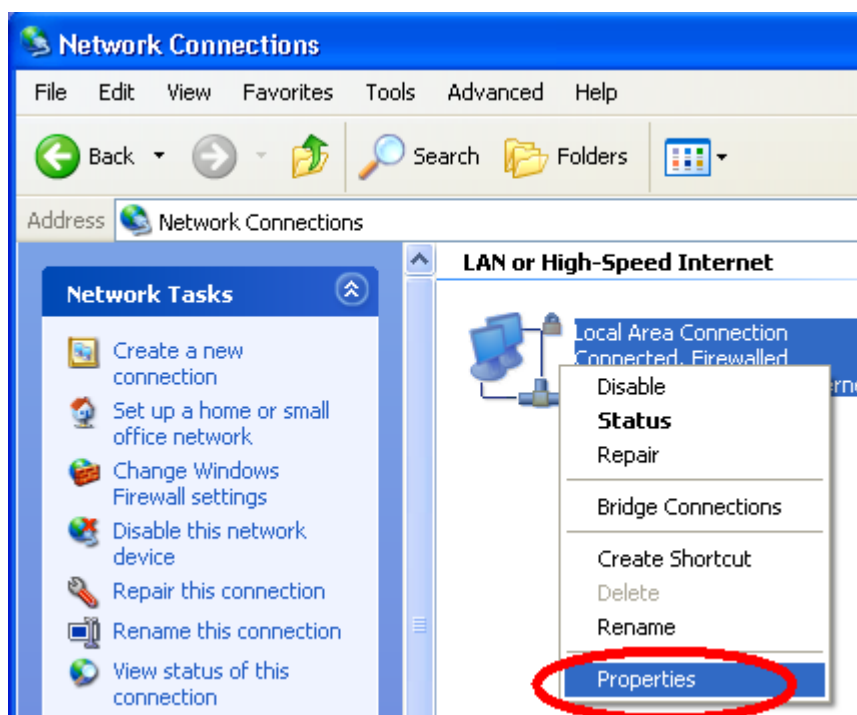 Network Connections
File Edit View Favorites Tools Advanced Help
Back Search Folders
Address Network Connections
Network Tasks
Create a new
connection
Set up a home or small
office network
Change Windows
Firewall settings
Disable this network
device
Repair this connection
Rename this connection
View status of this
connection
LAN or High-Speed Internet
Local Area Connection
Connected, Firewalled
Disable
Status
Repair
Bridge Connections
Create Shortcut
Delete
Rename
Properties